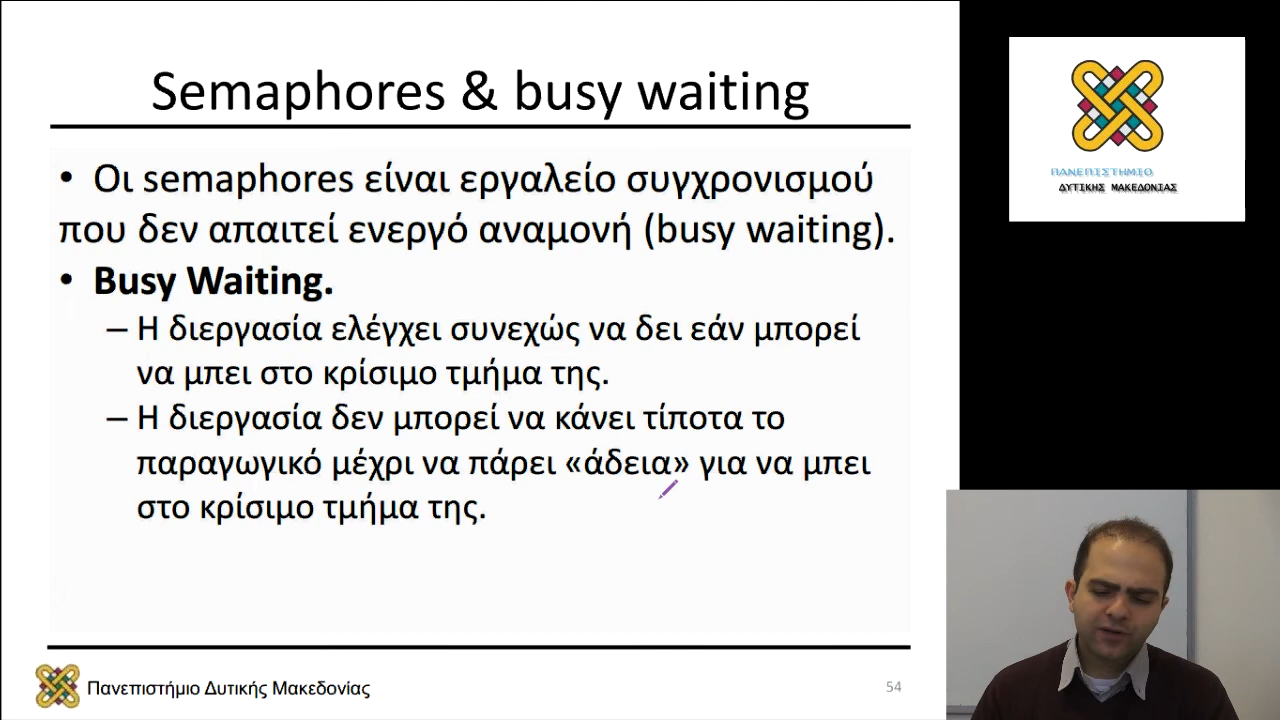 Semaphores & busy waiting
• Οι semaphores είναι εργαλείο συγχρονισμού
που δεν απαιτεί ενεργό αναμονή (busy waiting).
• Busy Waiting.
– Η διεργασία ελέγχει συνεχώς να δει εάν μπορεί
να μπει στο κρίσιμο τμήμα της.
– Η διεργασία δεν μπορεί να κάνει τίποτα το
παραγωγικό μέχρι να πάρει «άδεια» για να μπει
στο κρίσιμο τμήμα της.
Πανεπιστήμιο Δυτικής Μακεδονίας
54
ΠΑΝΕΠΙΣΤΗΜΙΟ
ΔΥΤΙΚΗΣ ΜΑΚΕΔΟΝΙΑΣ